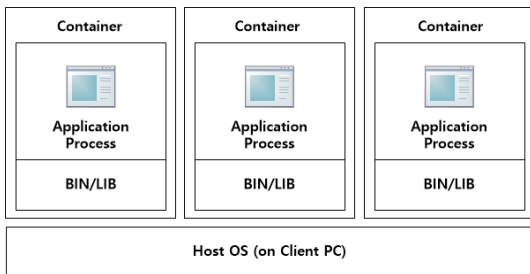 Container
Container
Container
Application
Process
Application
Process
Application
Process
BIN/LIB
BIN/LIB
BIN/LIB
Host OS (on Client PC)